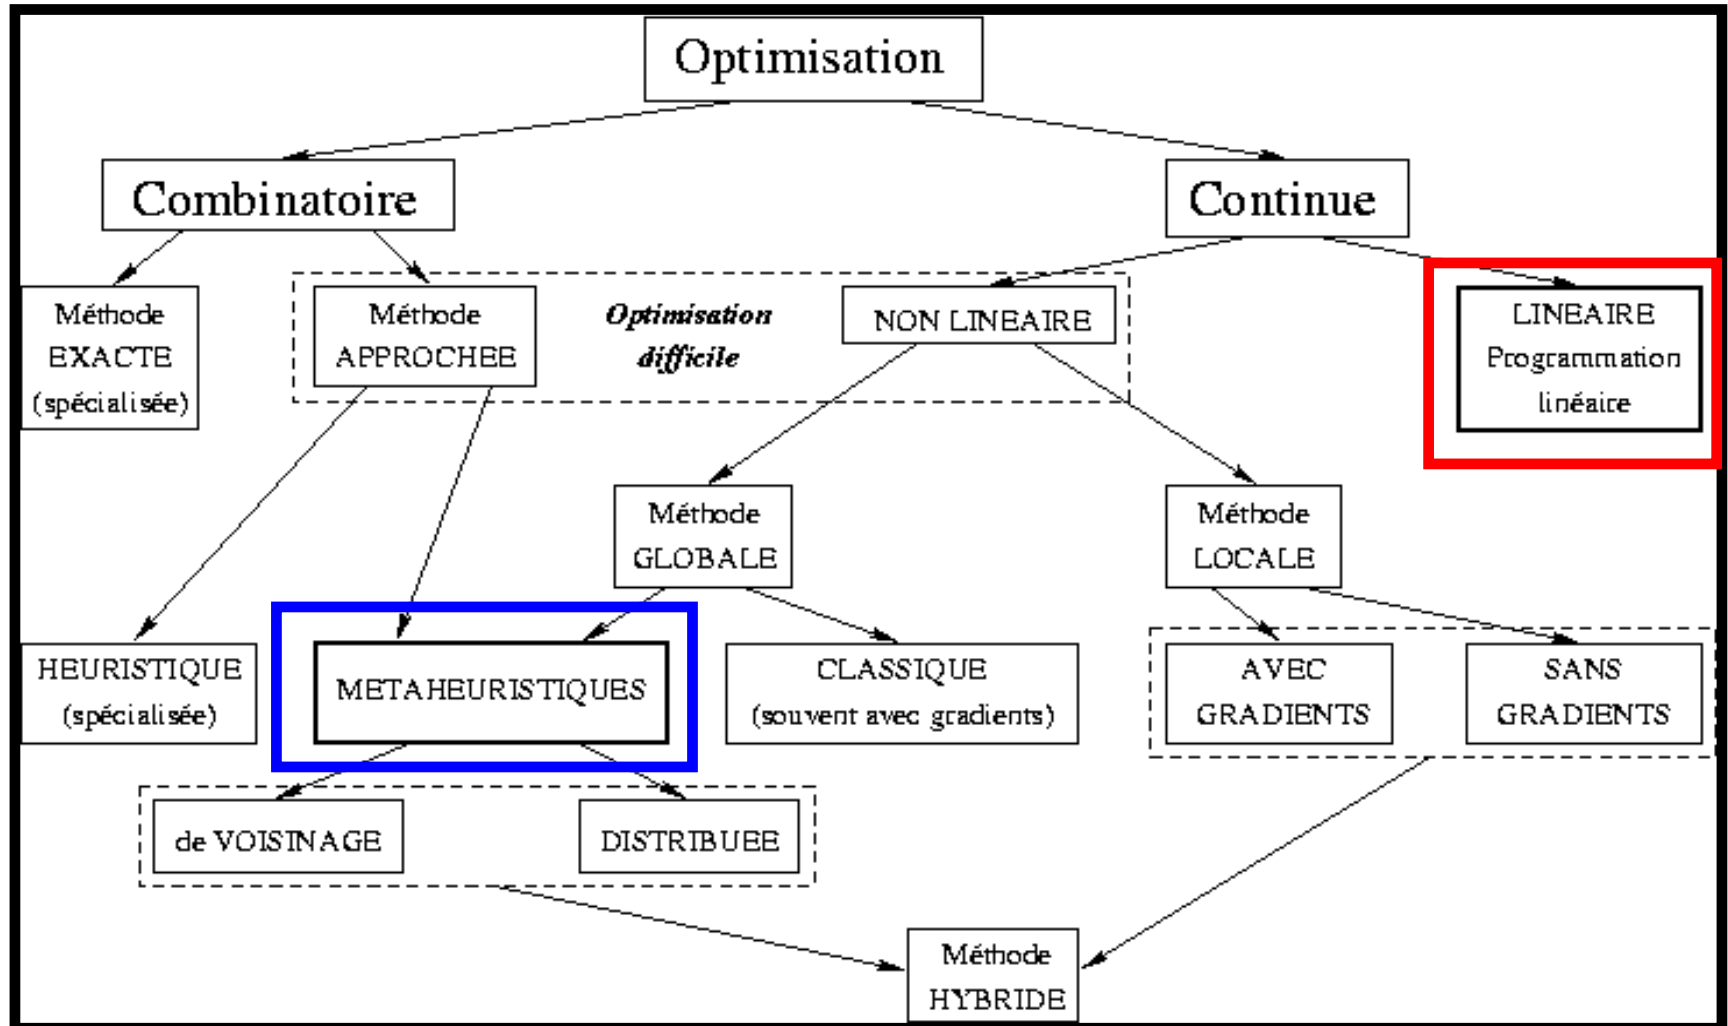 Optimisation
Combinatoire
Continue
Méthode
EXACTE
(spécialisée)
Méthode
APPROCHEE
Optimisation
difficile
NON LINEAIRE
LINEAIRE
Programmation
linéaire
Méthode
GLOBALE
Méthode
LOCALE
HEURISTIQUE
(spécialisée)
METAHEURISTIQUES
CLASSIQUE
(souvent avec gradients)
AVEC
GRADIENTS
SANS
GRADIENTS
de VOISINAGE
DISTRIBUEE
Méthode
HYBRIDE